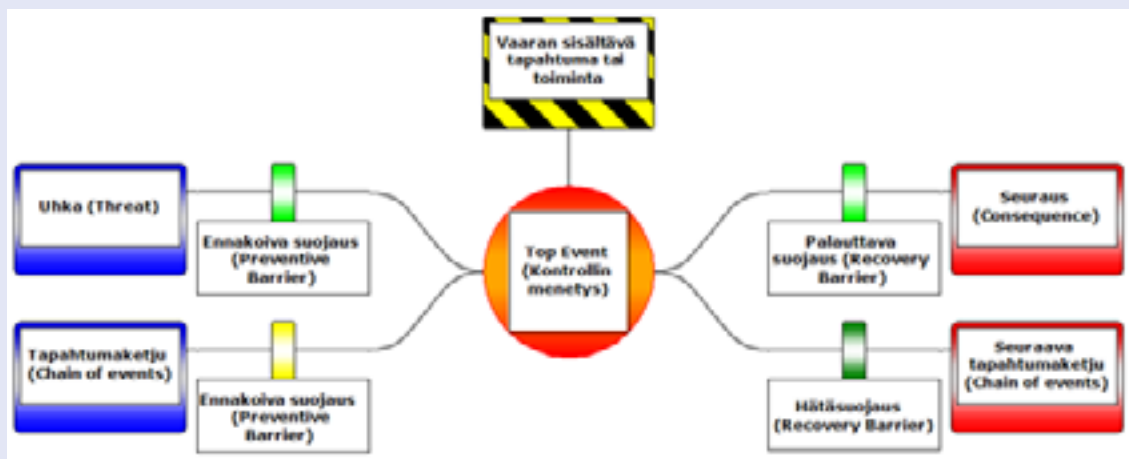 Vaaran sisältävä
tapahtuma tai
toiminta
Uhka (Threat)
Ennakoiva suojaus
(Preventive
Barrier)
Top Event
(Kontrollin
menetys)
Palauttava
suojaus (Recovery
Barrier)
Seuraus
(Consequence)
Tapahtumaketju
(Chain of events)
Ennakoiva suojaus
(Preventive
Barrier)
Hätäsuojaus
(Recovery Barrier)
Seuraava
tapahtumaketju
(Chain of events)